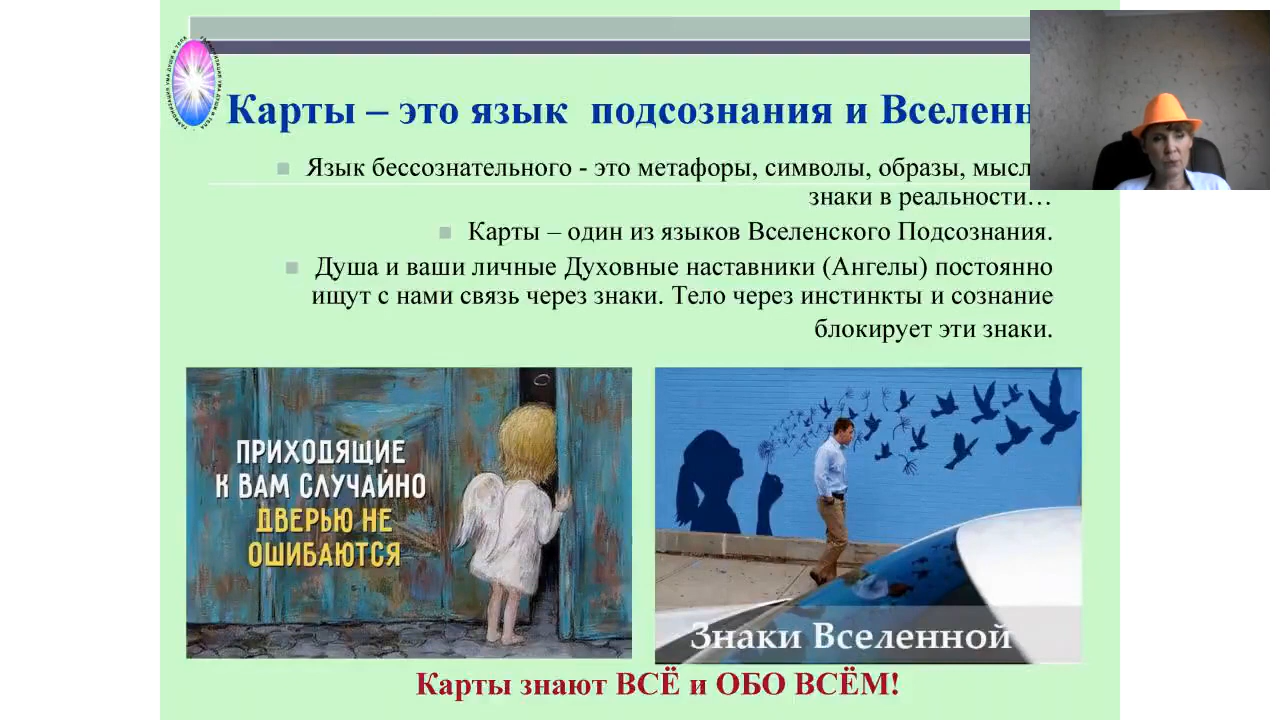 Карты – это язык подсознания и Вселенн
Язык бессознательного - это метафоры, символы, образы, мысл
знаки в реальности…
Карты – один из языков Вселенского Подсознания.
Душа и ваши личные Духовные наставники (Ангелы) постоянно
ищут с нами связь через знаки. Тело через инстинкты и сознание
блокирует эти знаки.
ПРИХОДЯЩИЕ
К ВАМ СЛУЧАЙНО
ДВЕРЬЮ НЕ
ОШИБАЮТСЯ
Знаки Вселенной
Карты знают ВСЁ и ОБО ВСЁМ!